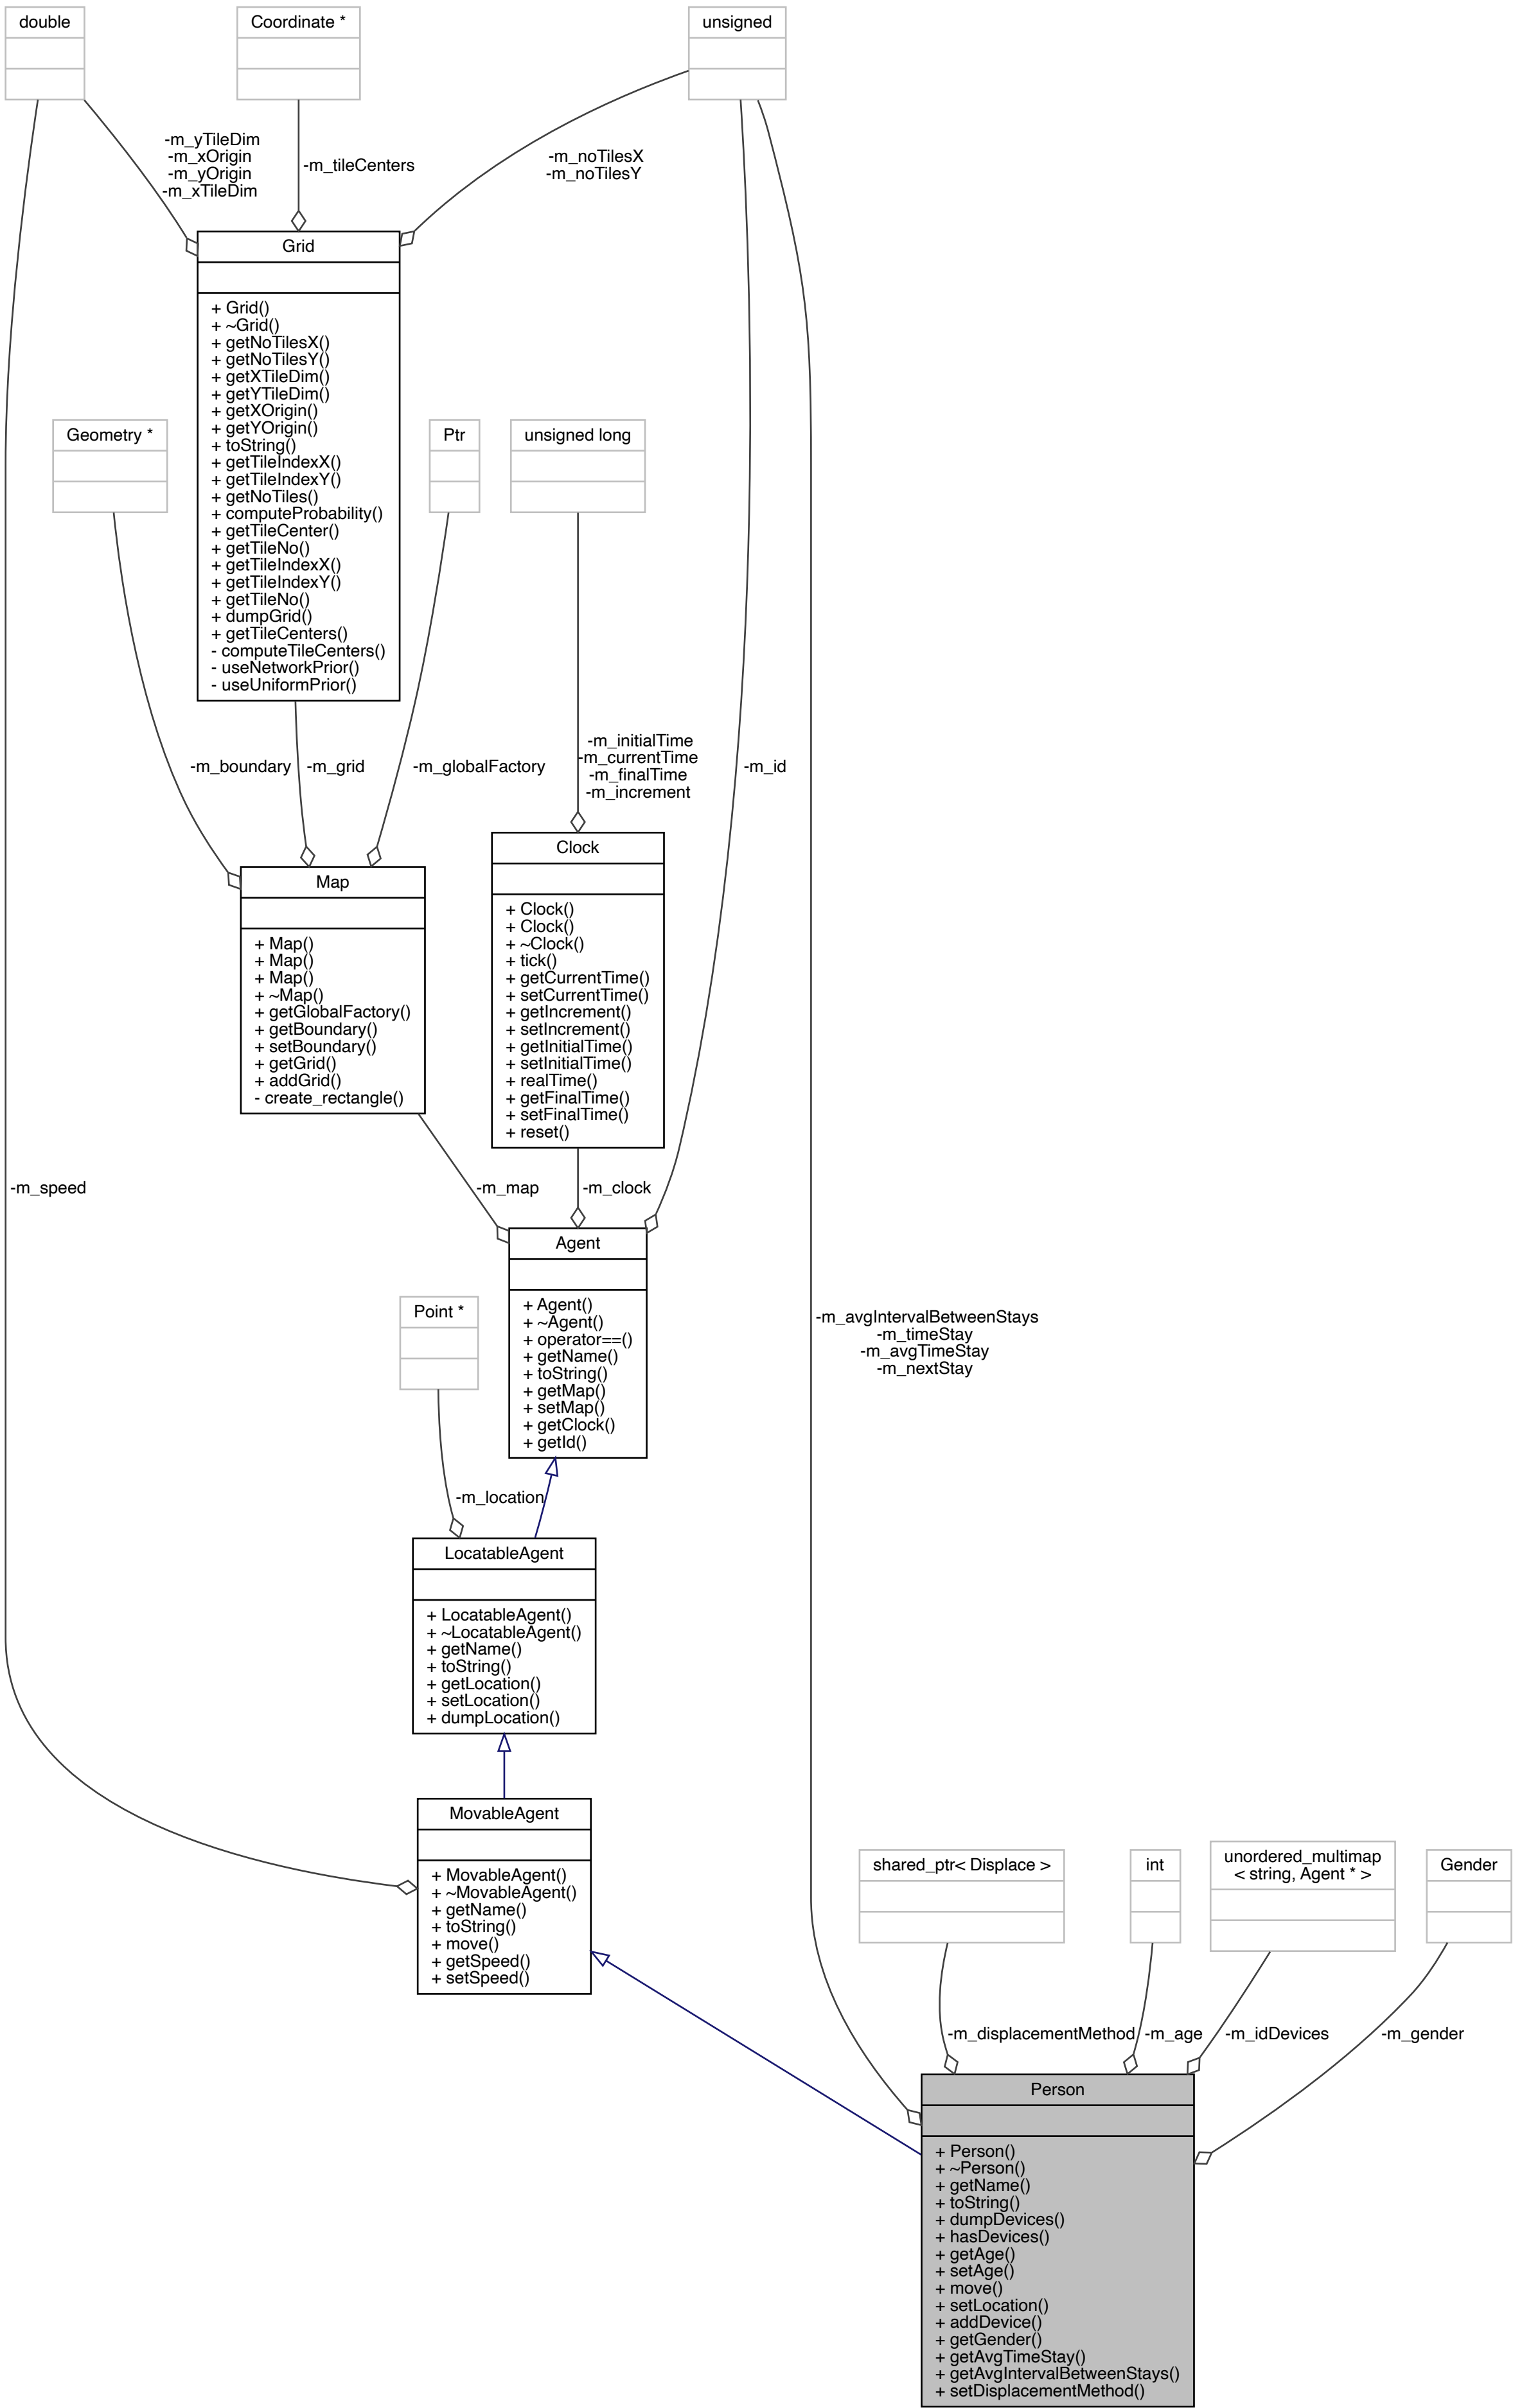 double
Coordinate *
unsigned
-m_yTileDim
-m_xOrigin
-m_yOrigin
-m_xTileDim
-m_tileCenters
-m_noTilesX
-m_noTilesY
Grid
+ Grid()
+ ~Grid()
+ getNoTilesX()
+ getNoTilesY()
+ getXTileDim()
+ getYTileDim()
+ getXOrigin()
+ getYOrigin()
+ toString()
+ getTileIndexX()
+ getTileIndexY()
+ getNoTiles()
+ computeProbability()
+ getTileCenter()
+ getTileNo()
+ getTileIndexX()
+ getTileIndexY()
+ getTileNo()
+ dumpGrid()
+ getTileCenters()
- computeTileCenters()
- useNetworkPrior()
- useUniformPrior()
Geometry *
Ptr
unsigned long
-m_boundary
-m_grid
-m_globalFactory
-m_initialTime
-m_currentTime
-m_finalTime
-m_increment
-m_id
Map
+ Map()
+ Map()
+ Map()
+ ~Map()
+ getGlobalFactory()
+ getBoundary()
+ setBoundary()
+ getGrid()
+ addGrid()
- create_rectangle()
Clock
+ Clock()
+ Clock()
+ ~Clock()
+ tick()
+ getCurrentTime()
+ setCurrentTime()
+ getIncrement()
+ setIncrement()
+ getInitialTime()
+ setInitialTime()
+ realTime()
+ getFinalTime()
+ setFinalTime()
+ reset()
-m_speed
-m_map
-m_clock
Agent
+ Agent()
+ ~Agent()
+ operator==()
+ getName()
+ toString()
+ getMap()
+ setMap()
+ getClock()
+ getId()
Point *
-m_avgIntervalBetweenStays
-m_timeStay
-m_avgTimeStay
-m_nextStay
-m_location
LocatableAgent
+ LocatableAgent()
+ ~LocatableAgent()
+ getName()
+ toString()
+ getLocation()
+ setLocation()
+ dumpLocation()
MovableAgent
+ MovableAgent()
+ ~MovableAgent()
+ getName()
+ toString()
+ move()
+ getSpeed()
+ setSpeed()
shared_ptr< Displace >
int
unordered_multimap
< string, Agent * >
Gender
-m_displacementMethod
-m_age
-m_idDevices
-m_gender
Person
+ Person()
+ ~Person()
+ getName()
+ toString()
+ dumpDevices()
+ hasDevices()
+ getAge()
+ setAge()
+ move()
+ setLocation()
+ addDevice()
+ getGender()
+ getAvgTimeStay()
+ getAvgIntervalBetweenStays()
+ setDisplacementMethod()